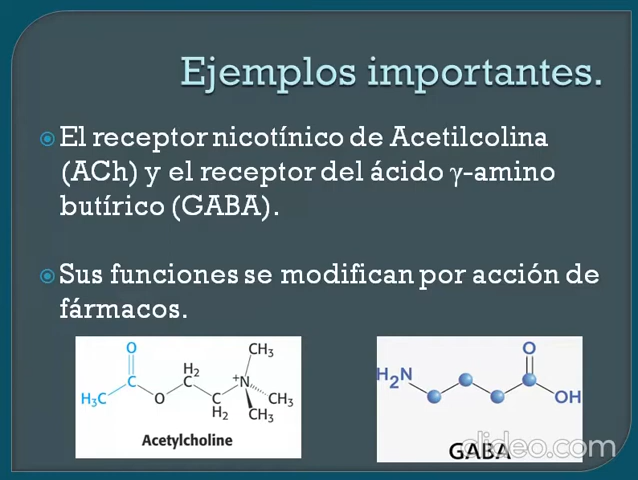 Ejemplos importantes.
El receptor nicotínico de Acetilcolina
(ACh) y el receptor del ácido γ-amino
butírico (GABA).
Sus funciones se modifican por acción de
fármacos.
O
CH₃
H₂
C
C
⁺N
H₃C
O
C
H₂
CH₃
CH₃
Acetylcholine
O
H₂N
OH
GABA
clideo.com